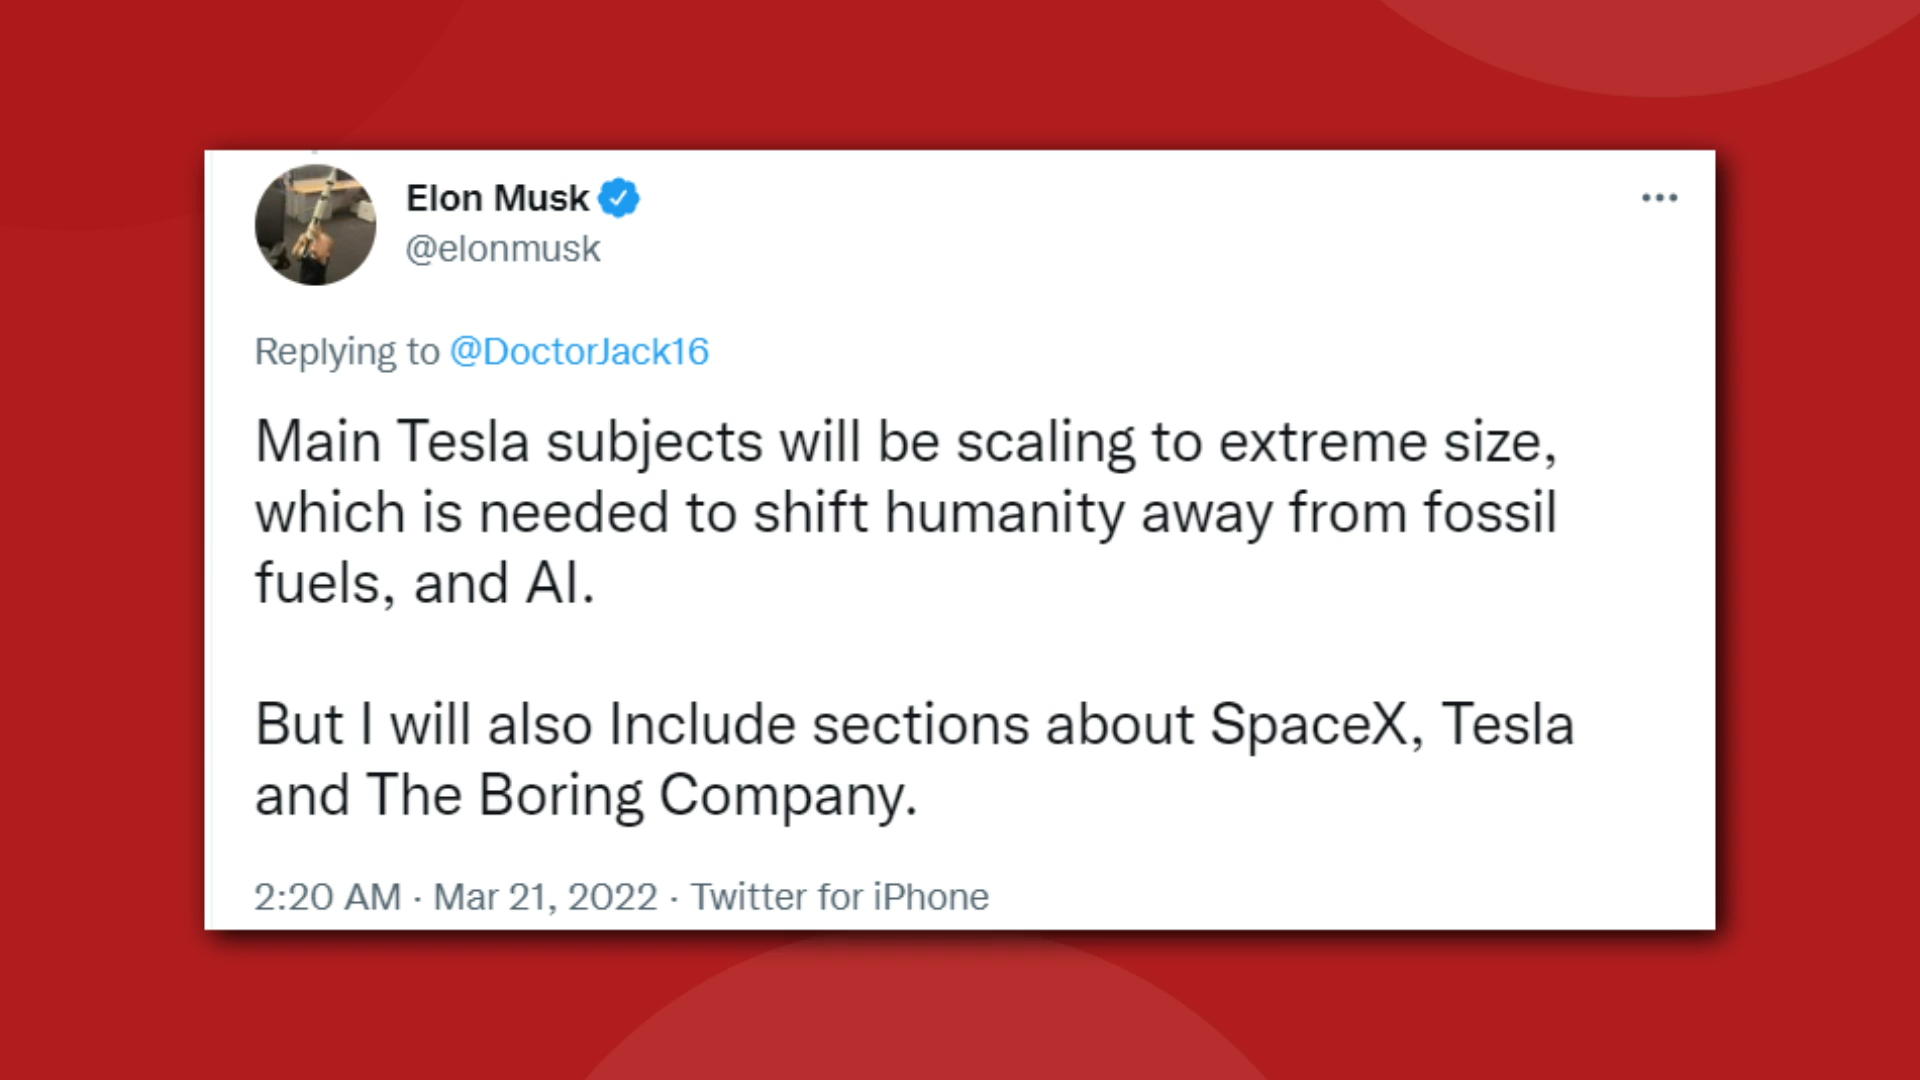 Elon Musk
@elonmusk
Replying to @DoctorJack16
Main Tesla subjects will be scaling to extreme size,
which is needed to shift humanity away from fossil
fuels, and AI.
But I will also Include sections about SpaceX, Tesla
and The Boring Company.
2:20 AM · Mar 21, 2022 · Twitter for iPhone